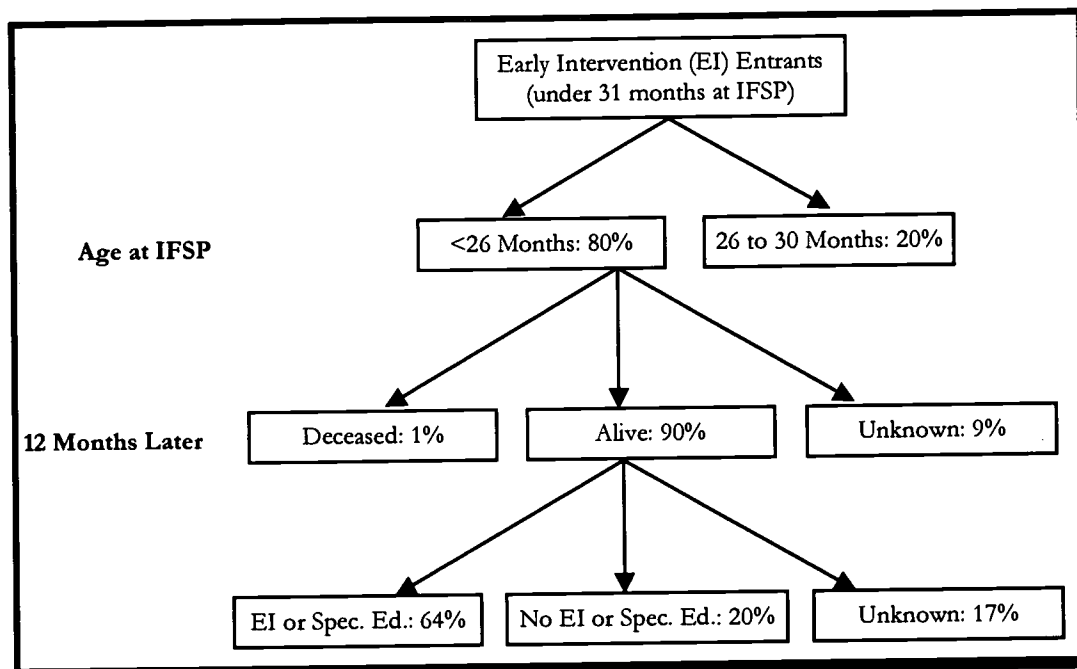 Early Intervention (EI) Entrants
(under 31 months at IFSP)
Age at IFSP
<26 Months: 80%
26 to 30 Months: 20%
12 Months Later
Deceased: 1%
Alive: 90%
Unknown: 9%
EI or Spec. Ed.: 64%
No EI or Spec. Ed.: 20%
Unknown: 17%